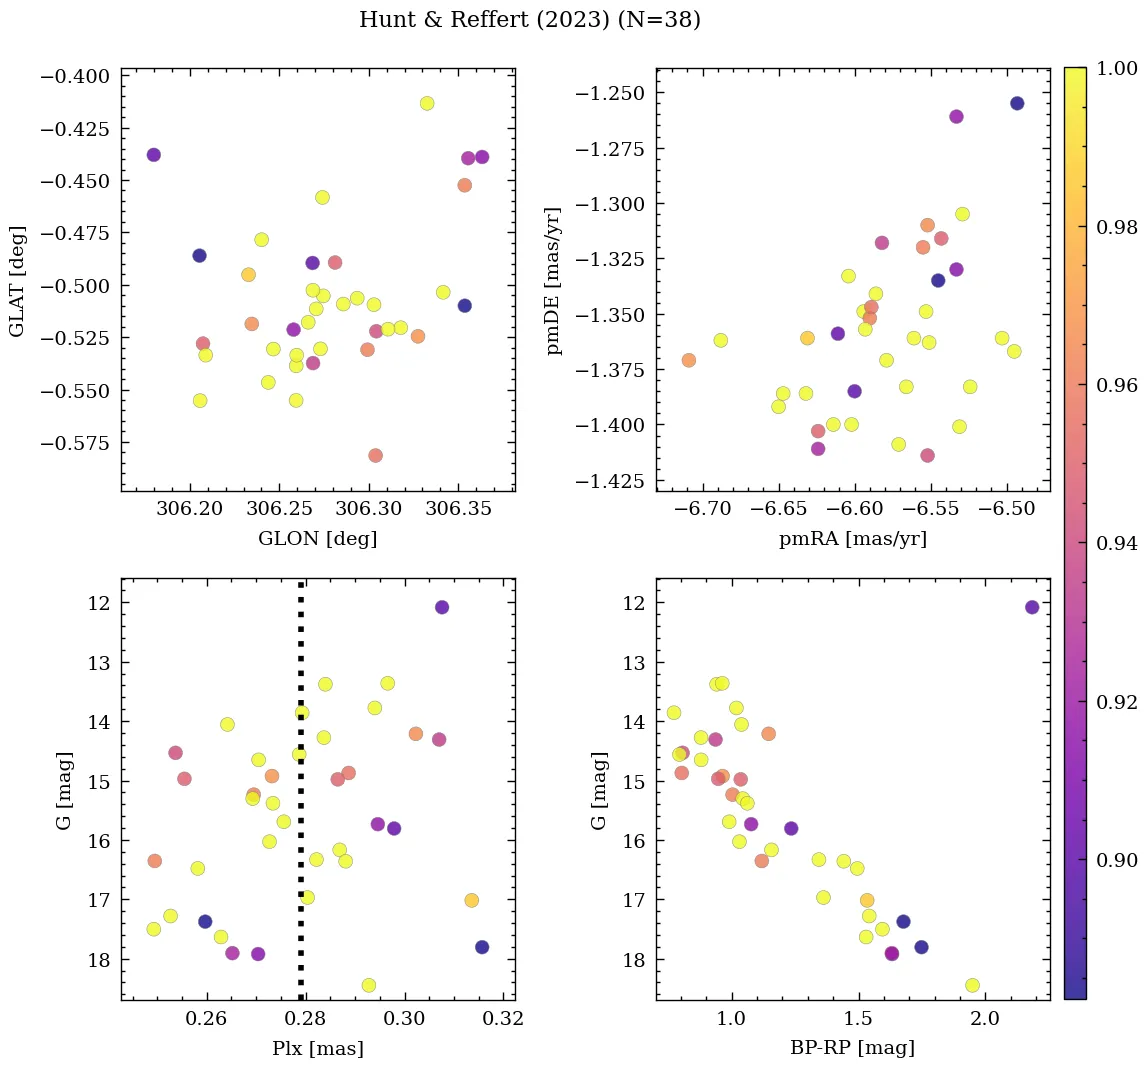 Hunt & Reffert (2023) (N=38)
−0.400
−0.425
−0.450
−0.475
−0.500
−0.525
−0.550
−0.575
GLAT [deg]
306.20 306.25 306.30 306.35
GLON [deg]
−1.250
−1.275
−1.300
−1.325
−1.350
−1.375
−1.400
−1.425
pmDE [mas/yr]
−6.70 −6.65 −6.60 −6.55 −6.50
pmRA [mas/yr]
1.00
0.98
0.96
0.94
0.92
0.90
12
13
14
15
16
17
18
G [mag]
0.26 0.28 0.30 0.32
Plx [mas]
12
13
14
15
16
17
18
G [mag]
1.0 1.5 2.0
BP-RP [mag]